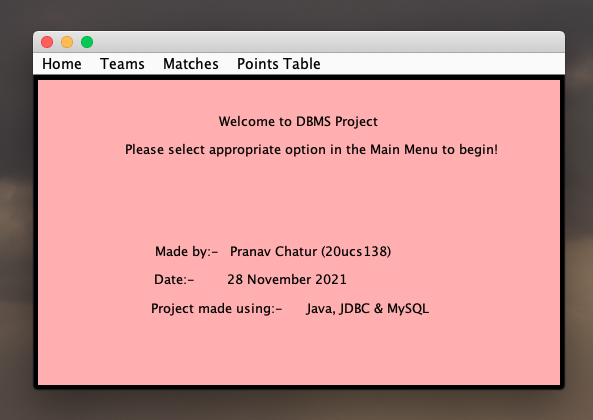 Home Teams Matches Points Table
Welcome to DBMS Project
Please select appropriate option in the Main Menu to begin!
Made by:- Pranav Chatur (20ucs138)
Date:- 28 November 2021
Project made using:- Java, JDBC & MySQL